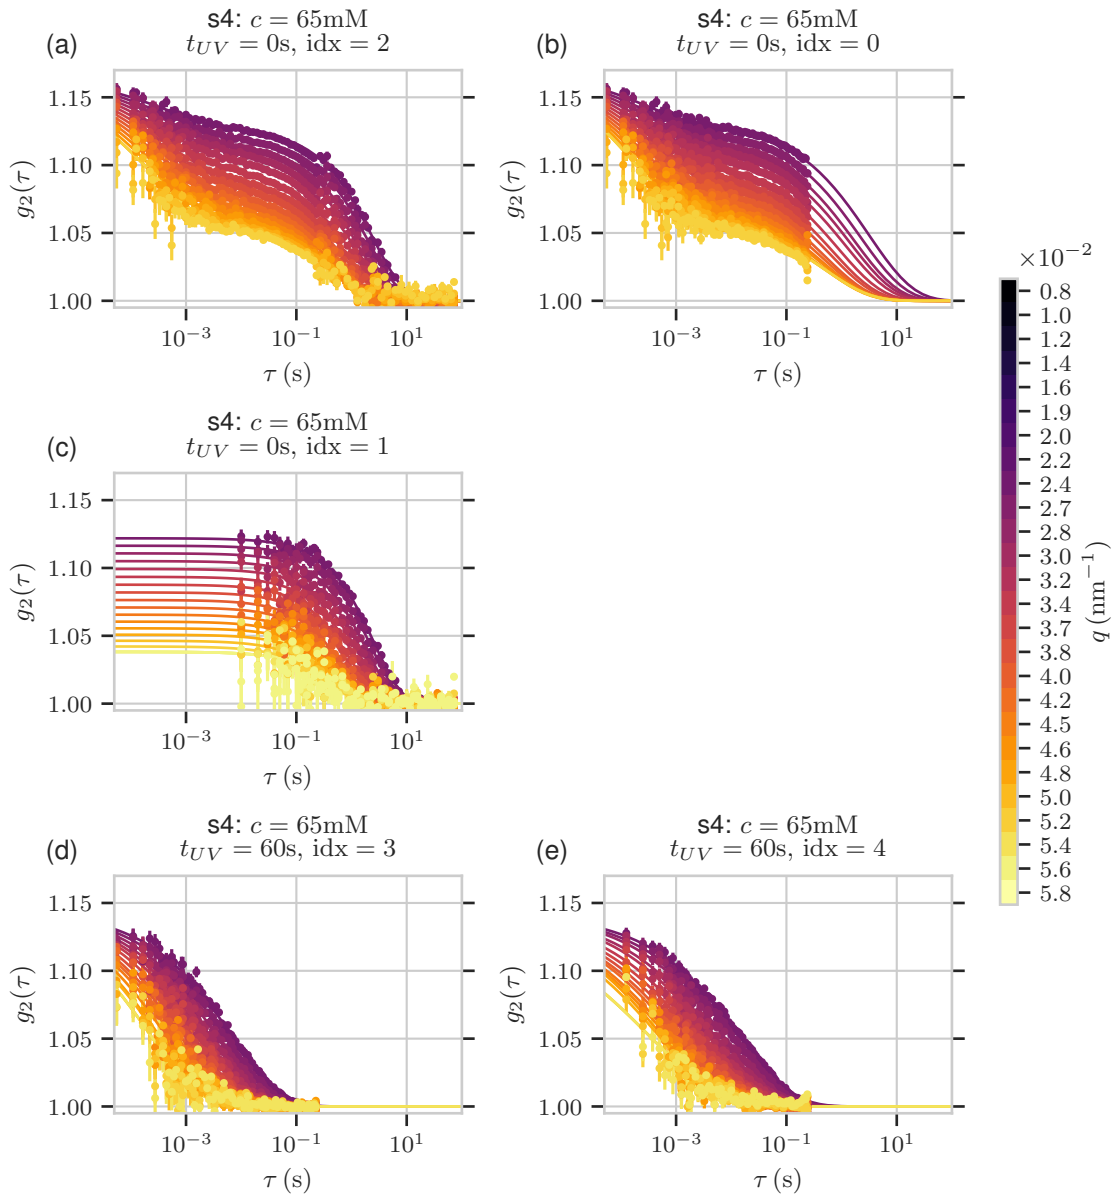 s4: c = 65mM
(a) t_UV = 0s, idx = 2
1.15
1.10
1.05
1.00
g₂(τ)
10⁻³ 10⁻¹ 10¹
τ (s)
s4: c = 65mM
(b) t_UV = 0s, idx = 0
1.15
1.10
1.05
1.00
g₂(τ)
10⁻³ 10⁻¹ 10¹
τ (s)
s4: c = 65mM
(c) t_UV = 0s, idx = 1
1.15
1.10
1.05
1.00
g₂(τ)
10⁻³ 10⁻¹ 10¹
τ (s)
s4: c = 65mM
(d) t_UV = 60s, idx = 3
1.15
1.10
1.05
1.00
g₂(τ)
10⁻³ 10⁻¹ 10¹
τ (s)
s4: c = 65mM
(e) t_UV = 60s, idx = 4
1.15
1.10
1.05
1.00
g₂(τ)
10⁻³ 10⁻¹ 10¹
τ (s)
×10⁻²
0.8
1.0
1.2
1.4
1.6
1.9
2.0
2.2
2.4
2.6
2.7
2.9
3.0
3.2
3.4
3.7
3.8
4.0
4.2
4.4
4.6
4.8
5.0
5.2
5.4
5.6
5.8
q (nm⁻¹)